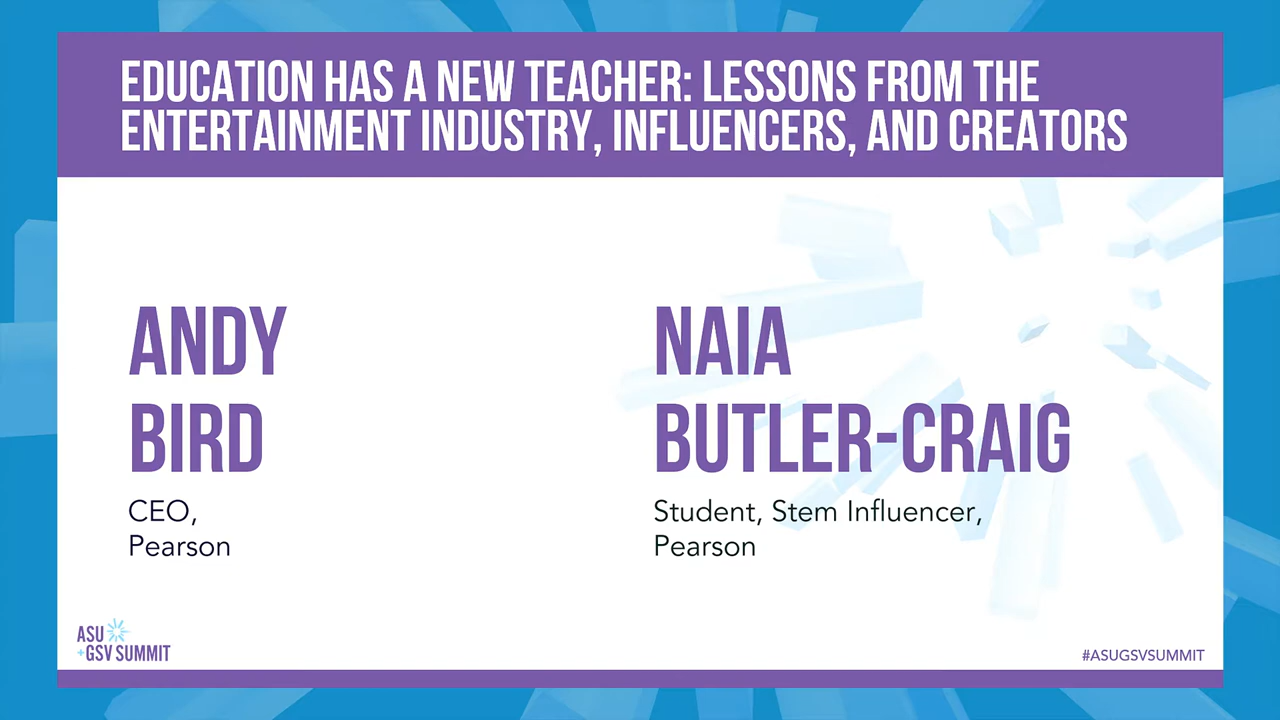 EDUCATION HAS A NEW TEACHER: LESSONS FROM THE
ENTERTAINMENT INDUSTRY, INFLUENCERS, AND CREATORS
ANDY
BIRD
CEO,
Pearson
NAIA
BUTLER-CRAIG
Student, Stem Influencer,
Pearson
ASU
+GSV SUMMIT
#ASUGSVSUMMIT